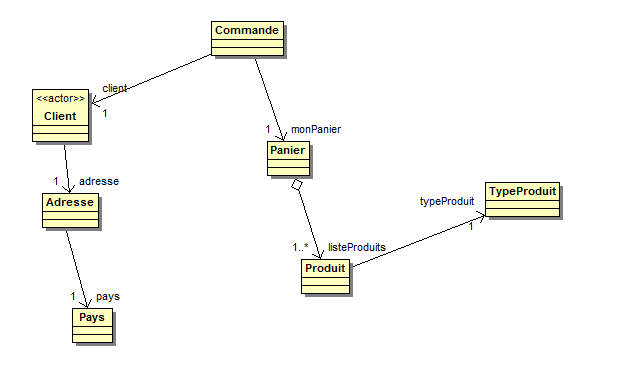 Commande
client
<<actor>>
Client
1
1 monPanier
Panier
1 adresse
Adresse
typeProduit
TypeProduit
1
1..* listeProduits
Produit
1 pays
Pays